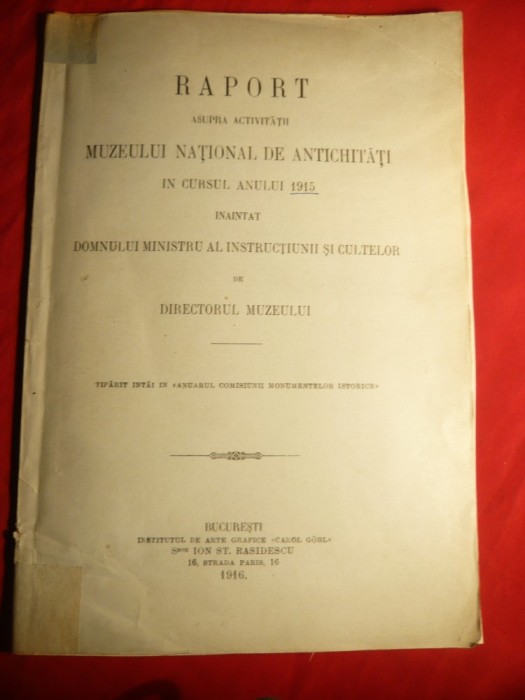 RAPORT
ASUPRA ACTIVITĂȚII
MUZEULUI NAȚIONAL DE ANTICHITĂȚI
IN CURSUL ANULUI 1915
INAINTAT
DOMNULUI MINISTRU AL INSTRUCȚIUNII ȘI CULTELOR
DE
DIRECTORUL MUZEULUI
TIPĂRIT INTĂI IN «ANUARUL COMISIUNII MONUMENTELOR ISTORICE»
BUCUREȘTI
INSTITUTUL DE ARTE GRAFICE «CAROL GÖBL»
Sper ION ST. RASIDESCU
16, STRADA PARIS, 16
1916.